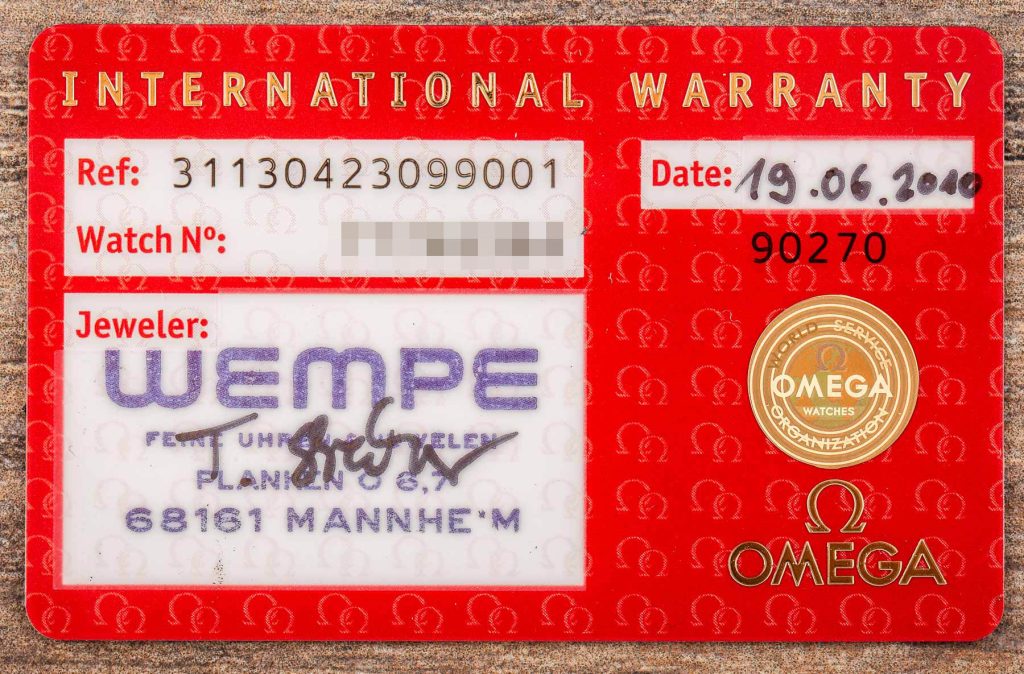 INTERNATIONAL WARRANTY
Ref: 31130423099001
Watch Nº:
Date: 19.06.2010
90270
Jeweler:
WEMPE
FEINE UHREN JUWELEN
PLANKEN O 6,7
68161 MANNHEIM
WORLD SERVICE
OMEGA
WATCHES
ORGANIZATION
Ω
OMEGA